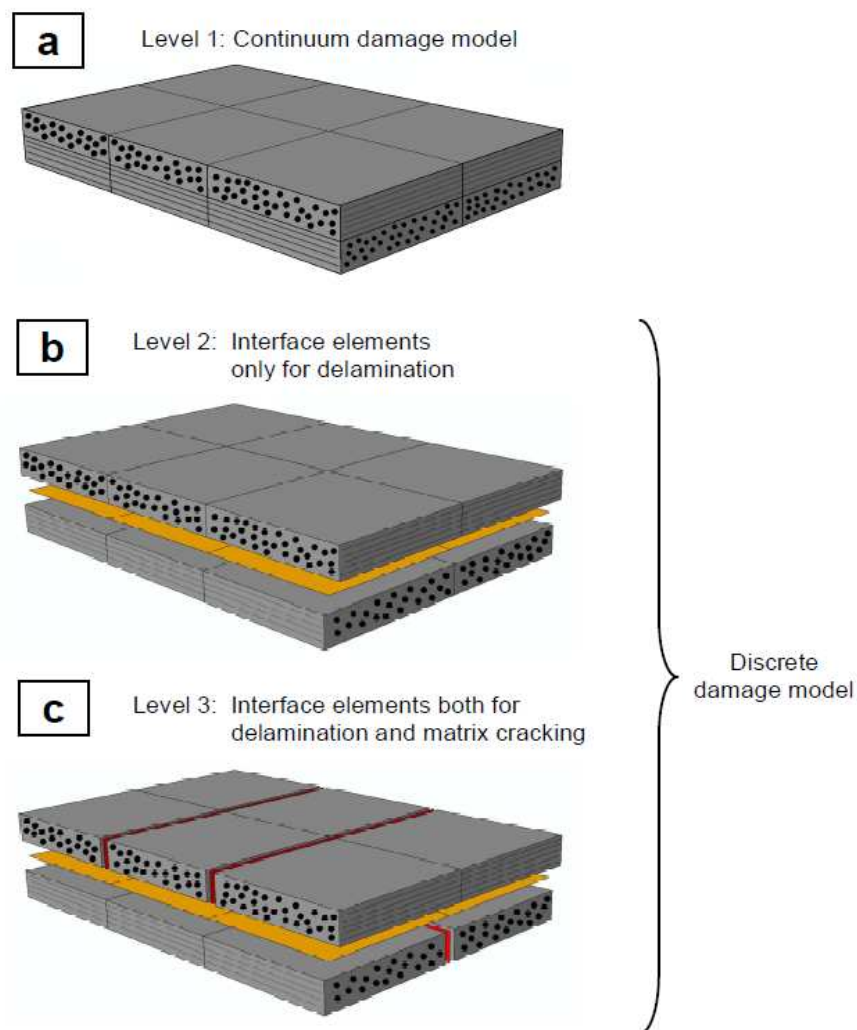 a
Level 1: Continuum damage model
b
Level 2: Interface elements
only for delamination
c
Level 3: Interface elements both for
delamination and matrix cracking
Discrete
damage model